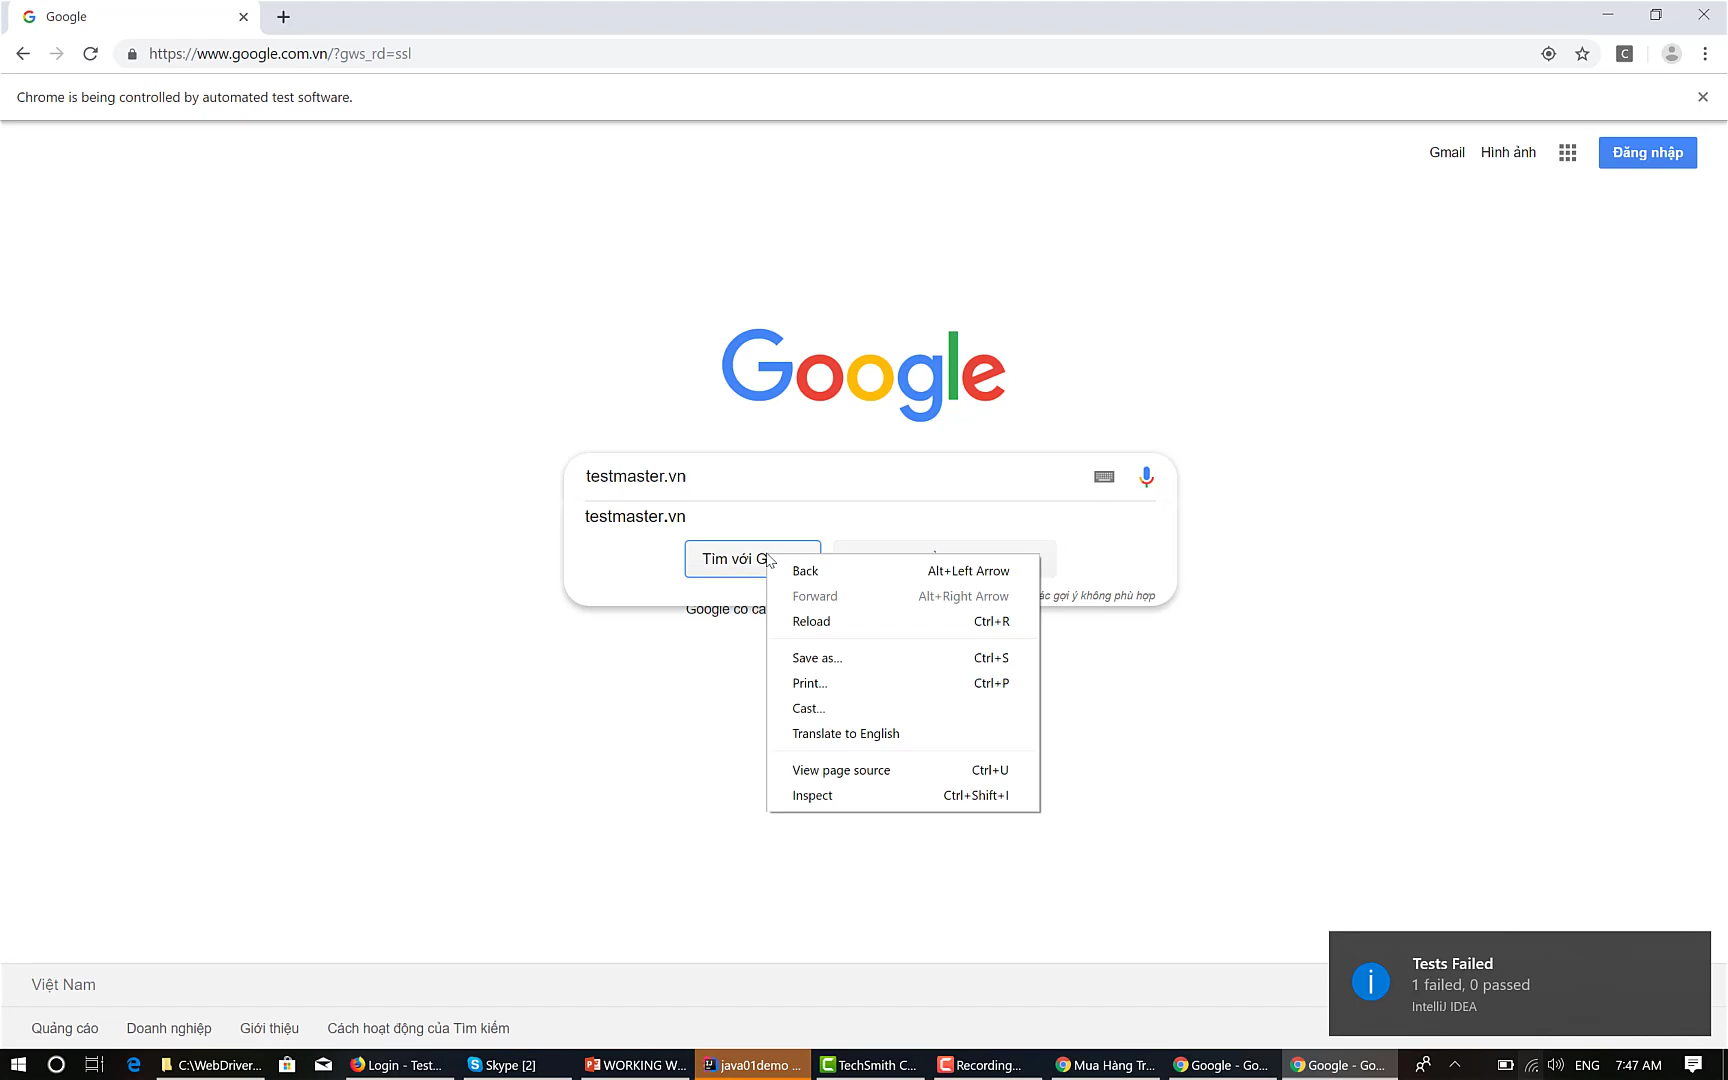 Google
https://www.google.com.vn/?gws_rd=ssl
C
Chrome is being controlled by automated test software.
Gmail Hình ảnh Đăng nhập
Google
testmaster.vn
testmaster.vn
Tìm với G
ác gợi ý không phù hợp
Google có
Back Alt+Left Arrow
Forward Alt+Right Arrow
Reload Ctrl+R
Save as... Ctrl+S
Print... Ctrl+P
Cast...
Translate to English
View page source Ctrl+U
Inspect Ctrl+Shift+I
Tests Failed
1 failed, 0 passed
IntelliJ IDEA
Việt Nam
Quảng cáo Doanh nghiệp Giới thiệu Cách hoạt động của Tìm kiếm
C:\WebDriver... Login - Test... Skype [2] WORKING W... java01demo ... TechSmith C... Recording... Mua Hàng Tr... Google - Go... Google - Go... ENG 7:47 AM